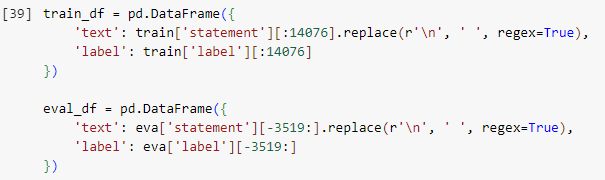 [39] train_df = pd.DataFrame({
'text': train['statement'][:14076].replace(r'\n', ' ', regex=True),
'label': train['label'][:14076]
})
eval_df = pd.DataFrame({
'text': eva['statement'][-3519:].replace(r'\n', ' ', regex=True),
'label': eva['label'][-3519:]
})